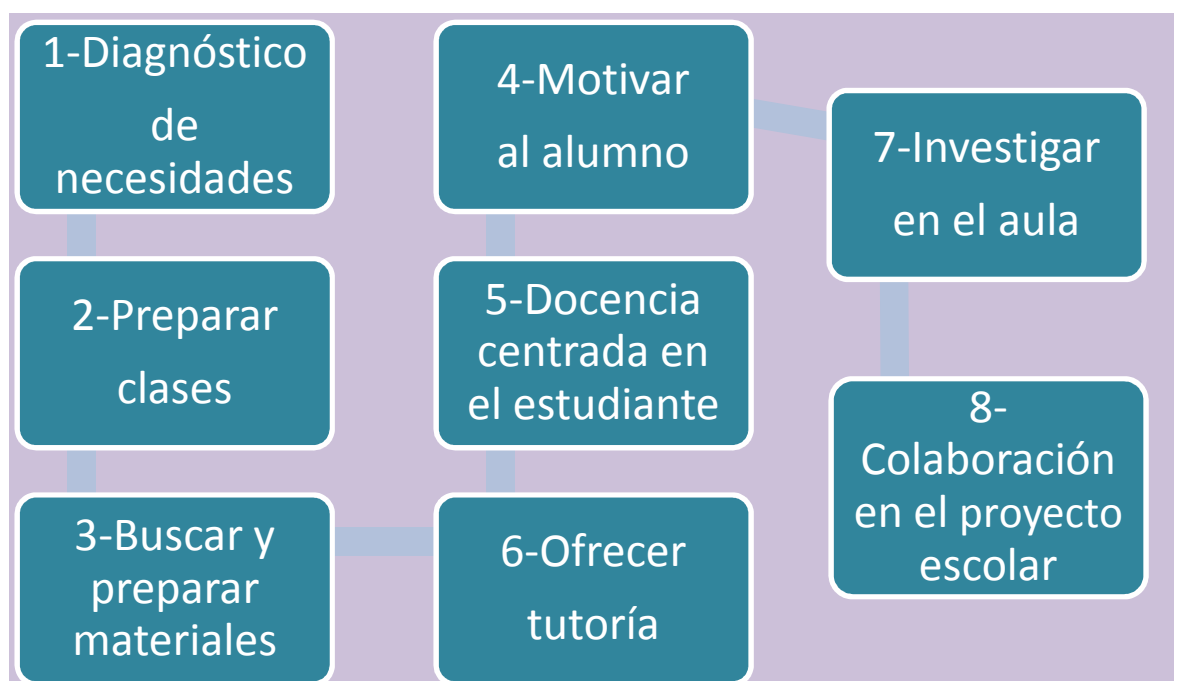 1-Diagnóstico
de
necesidades
2-Preparar
clases
3-Buscar y
preparar
materiales
4-Motivar
al alumno
5-Docencia
centrada en
el estudiante
6-Ofrecer
tutoría
7-Investigar
en el aula
8-
Colaboración
en el proyecto
escolar